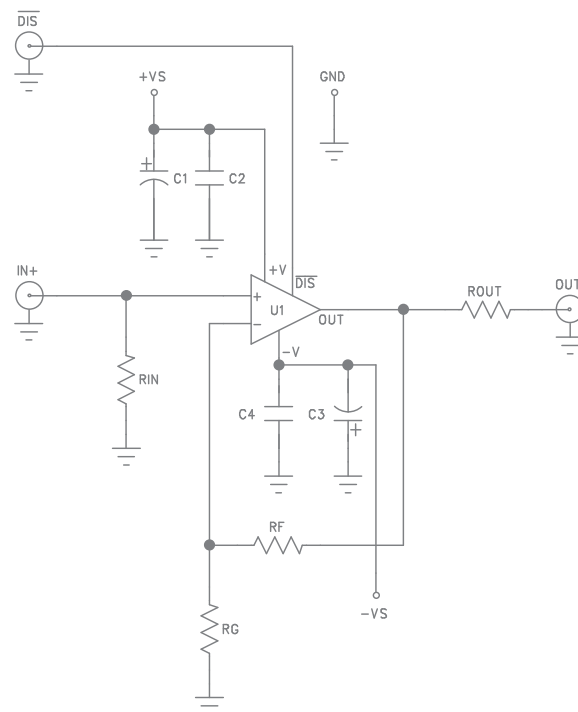 DIS
+VS
GND
+
C1
C2
IN+
+V
DIS
+
U1
−
OUT
ROUT
OUT
−V
RIN
C4
C3
+
RF
−VS
RG